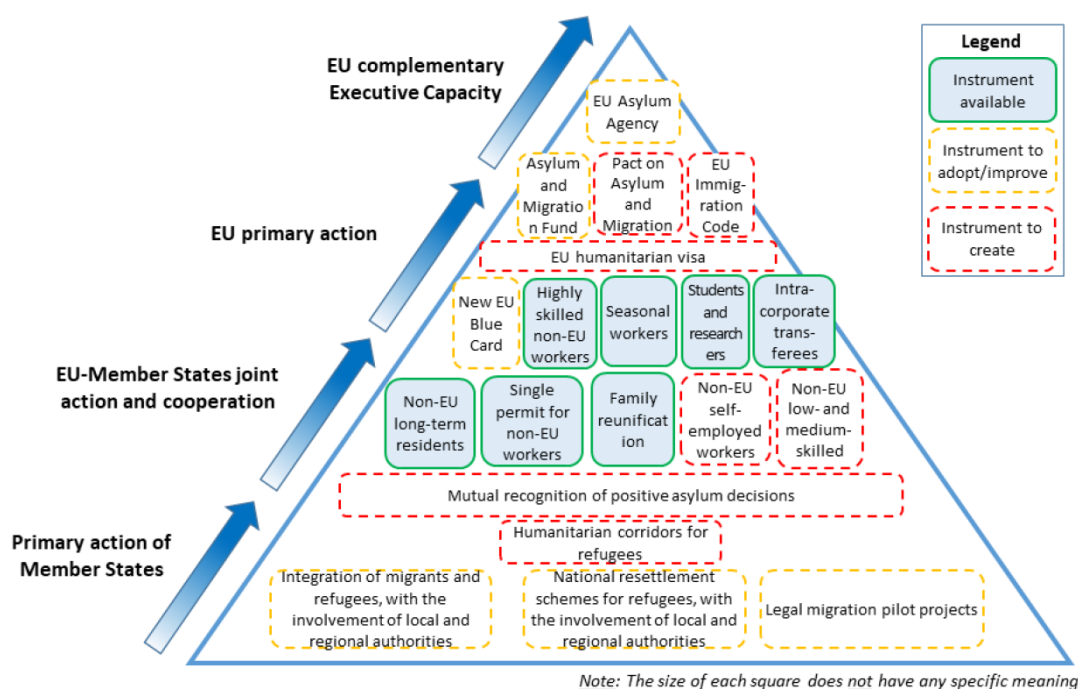 EU complementary
Executive Capacity
EU primary action
EU-Member States joint
action and cooperation
Primary action of
Member States
EU Asylum
Agency
Asylum
and
Migratio
n Fund
Pact on
Asylum
and
Migration
EU
Immig-
ration
Code
EU humanitarian visa
New EU
Blue
Card
Highly
skilled
non-EU
workers
Seasonal
workers
Students
and
research
ers
Intra-
corporate
trans-
ferees
Non-EU
long-term
residents
Single
permit for
non-EU
workers
Family
reunificat
ion
Non-EU
self-
employed
workers
Non-EU
low- and
medium-
skilled
Mutual recognition of positive asylum decisions
Humanitarian corridors for
refugees
Integration of migrants and
refugees, with the
involvement of local and
regional authorities
National resettlement
schemes for refugees, with
the involvement of local and
regional authorities
Legal migration pilot projects
Legend
Instrument
available
Instrument to
adopt/improve
Instrument to
create
Note: The size of each square does not have any specific meaning